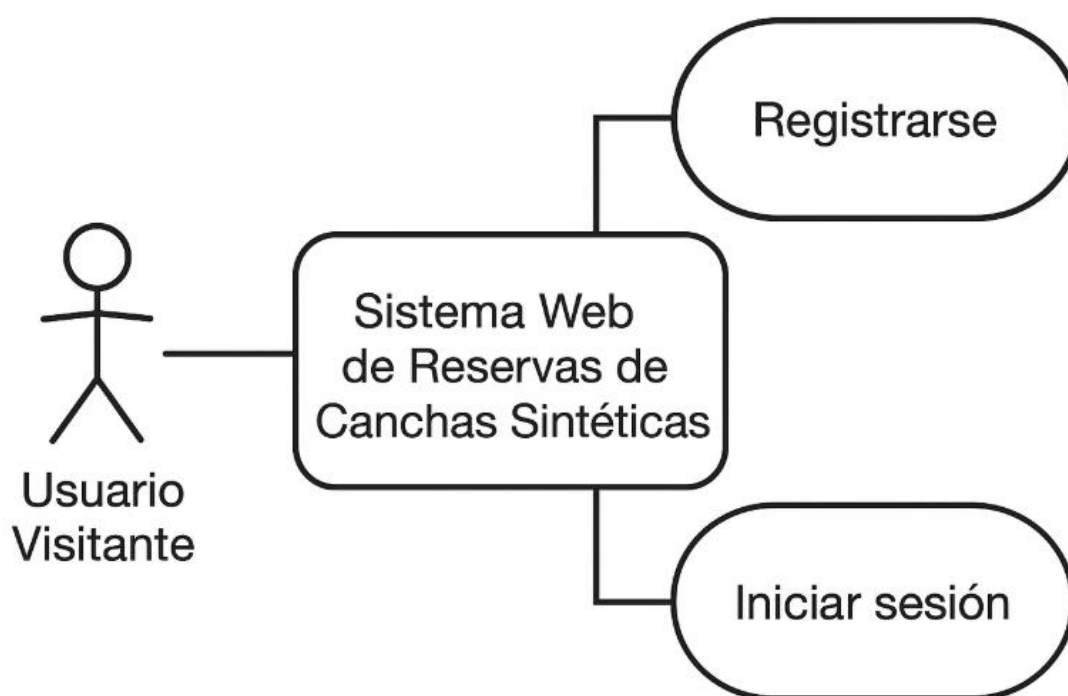 Registrarse
Sistema Web
de Reservas de
Canchas Sintéticas
Usuario
Visitante
Iniciar sesión